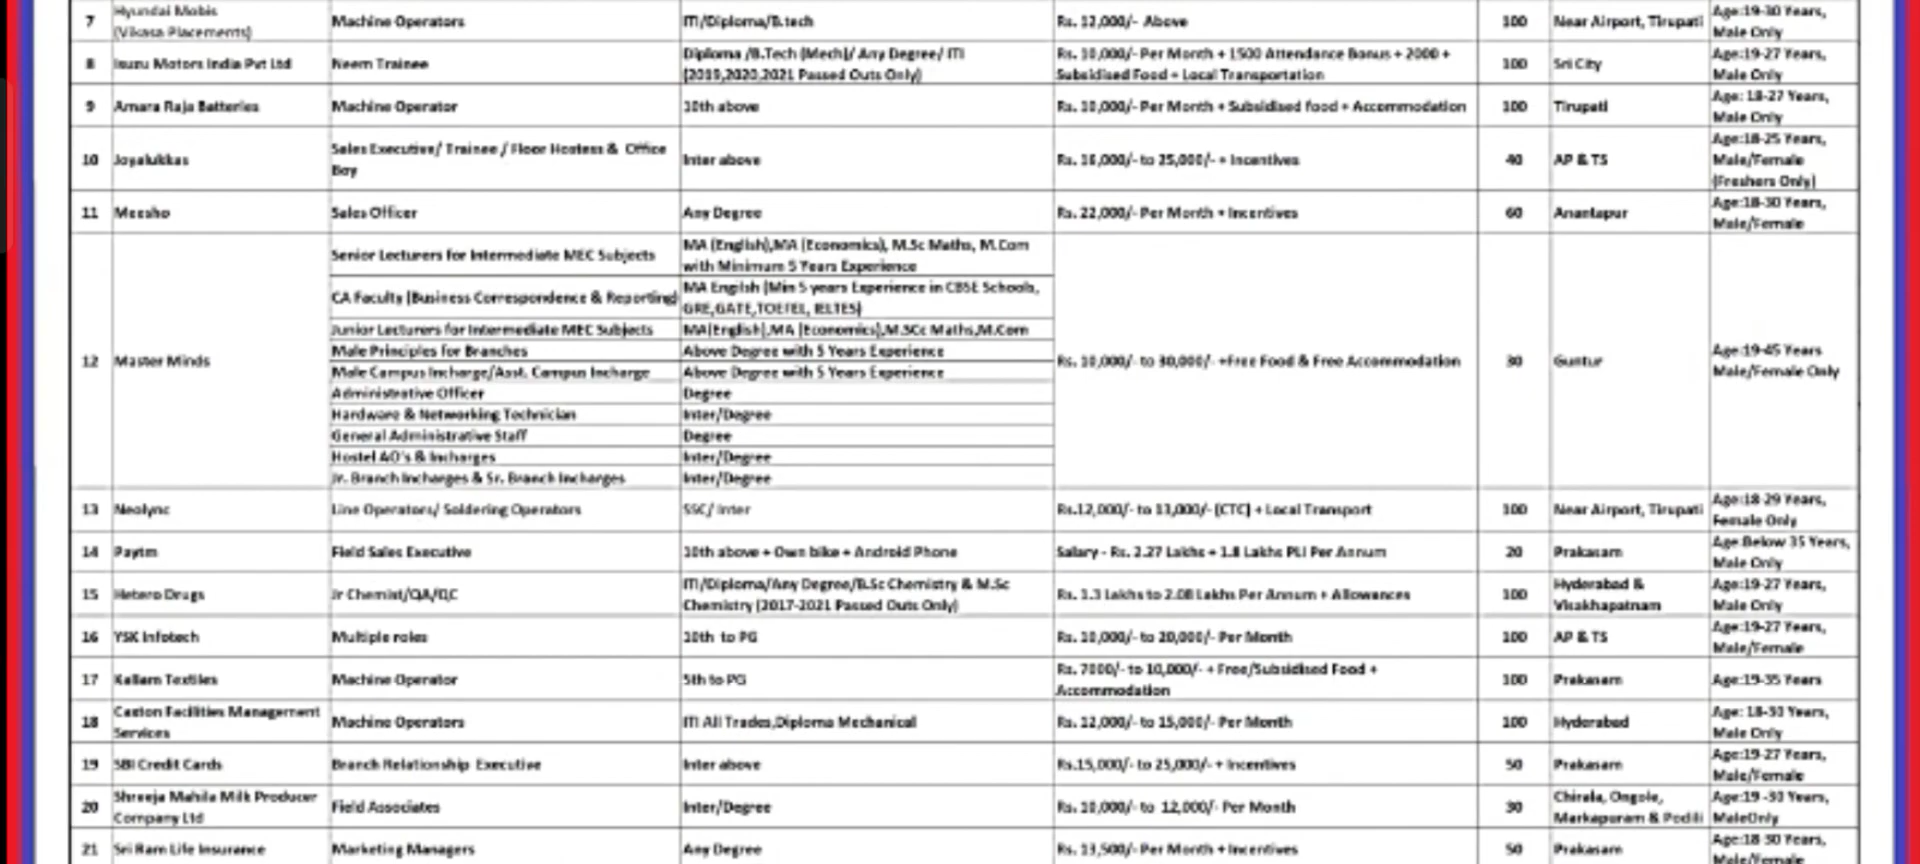 7 Hyundai Mobis (Vikasa Placements) Machine Operators ITI/Diploma/B.tech Rs. 12,000/- Above 100 Near Airport, Tirupati Age:19-30 Years, Male Only
8 Isuzu Motors India Pvt Ltd Neem Trainee Diploma /B.Tech (Mech)/ Any Degree/ ITI (2019,2020,2021 Passed Outs Only) Rs. 10,000/- Per Month + 1500 Attendance Bonus + 2000 + Subsidised Food + Local Transportation 100 Sri City Age:19-27 Years, Male Only
9 Amara Raja Batteries Machine Operator 10th above Rs. 10,000/- Per Month + Subsidised food + Accommodation 100 Tirupati Age: 18-27 Years, Male Only
10 Joyalukkas Sales Executive/ Trainee / Floor Hostess & Office Boy Inter above Rs. 16,000/- to 25,000/- + Incentives 40 AP & TS Age:18-25 Years, Male/Female (Freshers Only)
11 Meesho Sales Officer Any Degree Rs. 22,000/- Per Month + Incentives 60 Anantapur Age:18-30 Years, Male/Female
12 Master Minds Rs. 10,000/- to 30,000/- +Free Food & Free Accommodation 30 Guntur Age:19-45 Years Male/Female Only
Senior Lecturers for Intermediate MEC Subjects MA (English),MA (Economics), M.Sc Maths, M.Com with Minimum 5 Years Experience
CA Faculty (Business Correspondence & Reporting) MA English (Min 5 years Experience in CBSE Schools, GRE,GATE,TOEFEL, IELTES)
Junior Lecturers for Intermediate MEC Subjects MA(English),MA (Economics),M.SCc Maths,M.Com
Male Principles for Branches Above Degree with 5 Years Experience
Male Campus Incharge/Asst. Campus Incharge Above Degree with 5 Years Experience
Administrative Officer Degree
Hardware & Networking Technician Inter/Degree
General Administrative Staff Degree
Hostel AO's & Incharges Inter/Degree
Jr. Branch Incharges & Sr. Branch Incharges Inter/Degree
13 Neolync Line Operators/ Soldering Operators SSC/ Inter Rs.12,000/- to 13,000/- (CTC) + Local Transport 100 Near Airport, Tirupati Age:18-29 Years, Female Only
14 Paytm Field Sales Executive 10th above + Own bike + Android Phone Salary - Rs. 2.27 Lakhs + 1.8 Lakhs PLI Per Annum 20 Prakasam Age:Below 35 Years, Male Only
15 Hetero Drugs Jr Chemist/QA/QC ITI/Diploma/Any Degree/B.Sc Chemistry & M.Sc Chemistry (2017-2021 Passed Outs Only) Rs. 1.3 Lakhs to 2.08 Lakhs Per Annum + Allowances 100 Hyderabad & Visakhapatnam Age:19-27 Years, Male Only
16 YSK Infotech Multiple roles 10th to PG Rs. 10,000/- to 20,000/- Per Month 100 AP & TS Age:19-27 Years, Male/Female
17 Kallam Textiles Machine Operator 5th to PG Rs. 7000/- to 10,000/- + Free/Subsidised Food + Accommodation 100 Prakasam Age:19-35 Years
18 Caston Facilities Management Services Machine Operators ITI All Trades,Diploma Mechanical Rs. 12,000/- to 15,000/- Per Month 100 Hyderabad Age: 18-30 Years, Male Only
19 SBI Credit Cards Branch Relationship Executive Inter above Rs.15,000/- to 25,000/- + Incentives 50 Prakasam Age:19-27 Years, Male/Female
20 Shreeja Mahila Milk Producer Company Ltd Field Associates Inter/Degree Rs. 10,000/- to 12,000/- Per Month 30 Chirala, Ongole, Markapuram & Podili Age:19 -30 Years, MaleOnly
21 Sri Ram Life Insurance Marketing Managers Any Degree Rs. 13,500/- Per Month + Incentives 50 Prakasam Age:18-30 Years, Male/Female